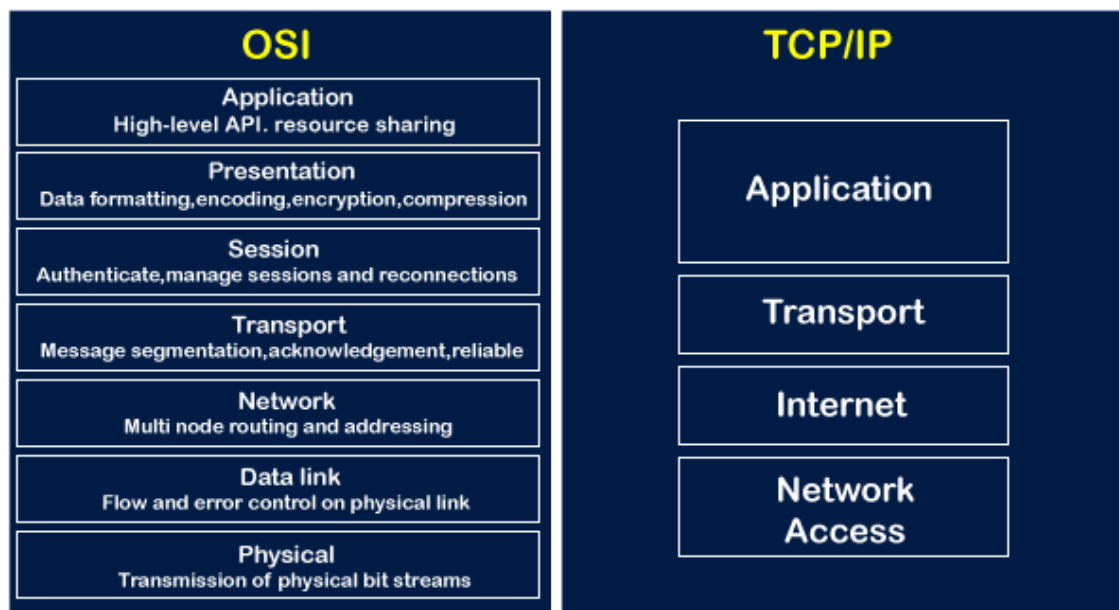 OSI
Application
High-level API. resource sharing
Presentation
Data formatting,encoding,encryption,compression
Session
Authenticate,manage sessions and reconnections
Transport
Message segmentation,acknowledgement,reliable
Network
Multi node routing and addressing
Data link
Flow and error control on physical link
Physical
Transmission of physical bit streams
TCP/IP
Application
Transport
Internet
Network
Access